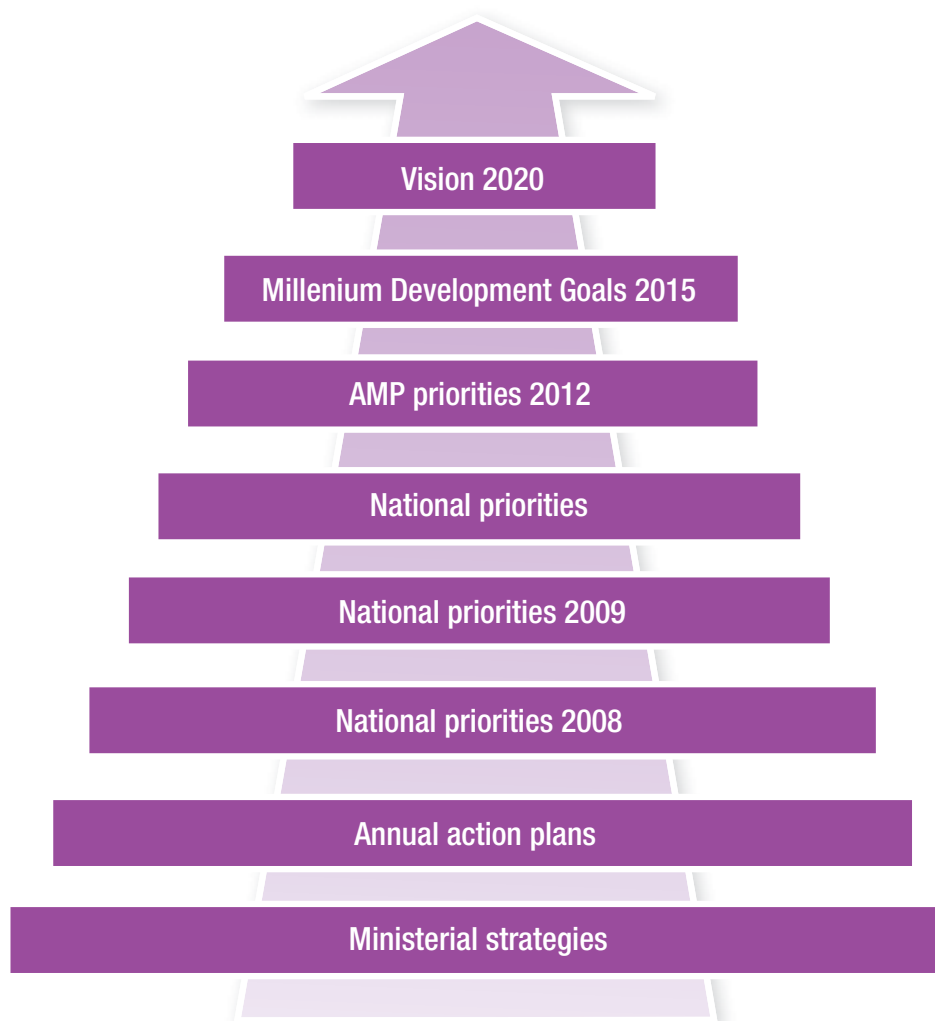 Vision 2020
Millenium Development Goals 2015
AMP priorities 2012
National priorities
National priorities 2009
National priorities 2008
Annual action plans
Ministerial strategies